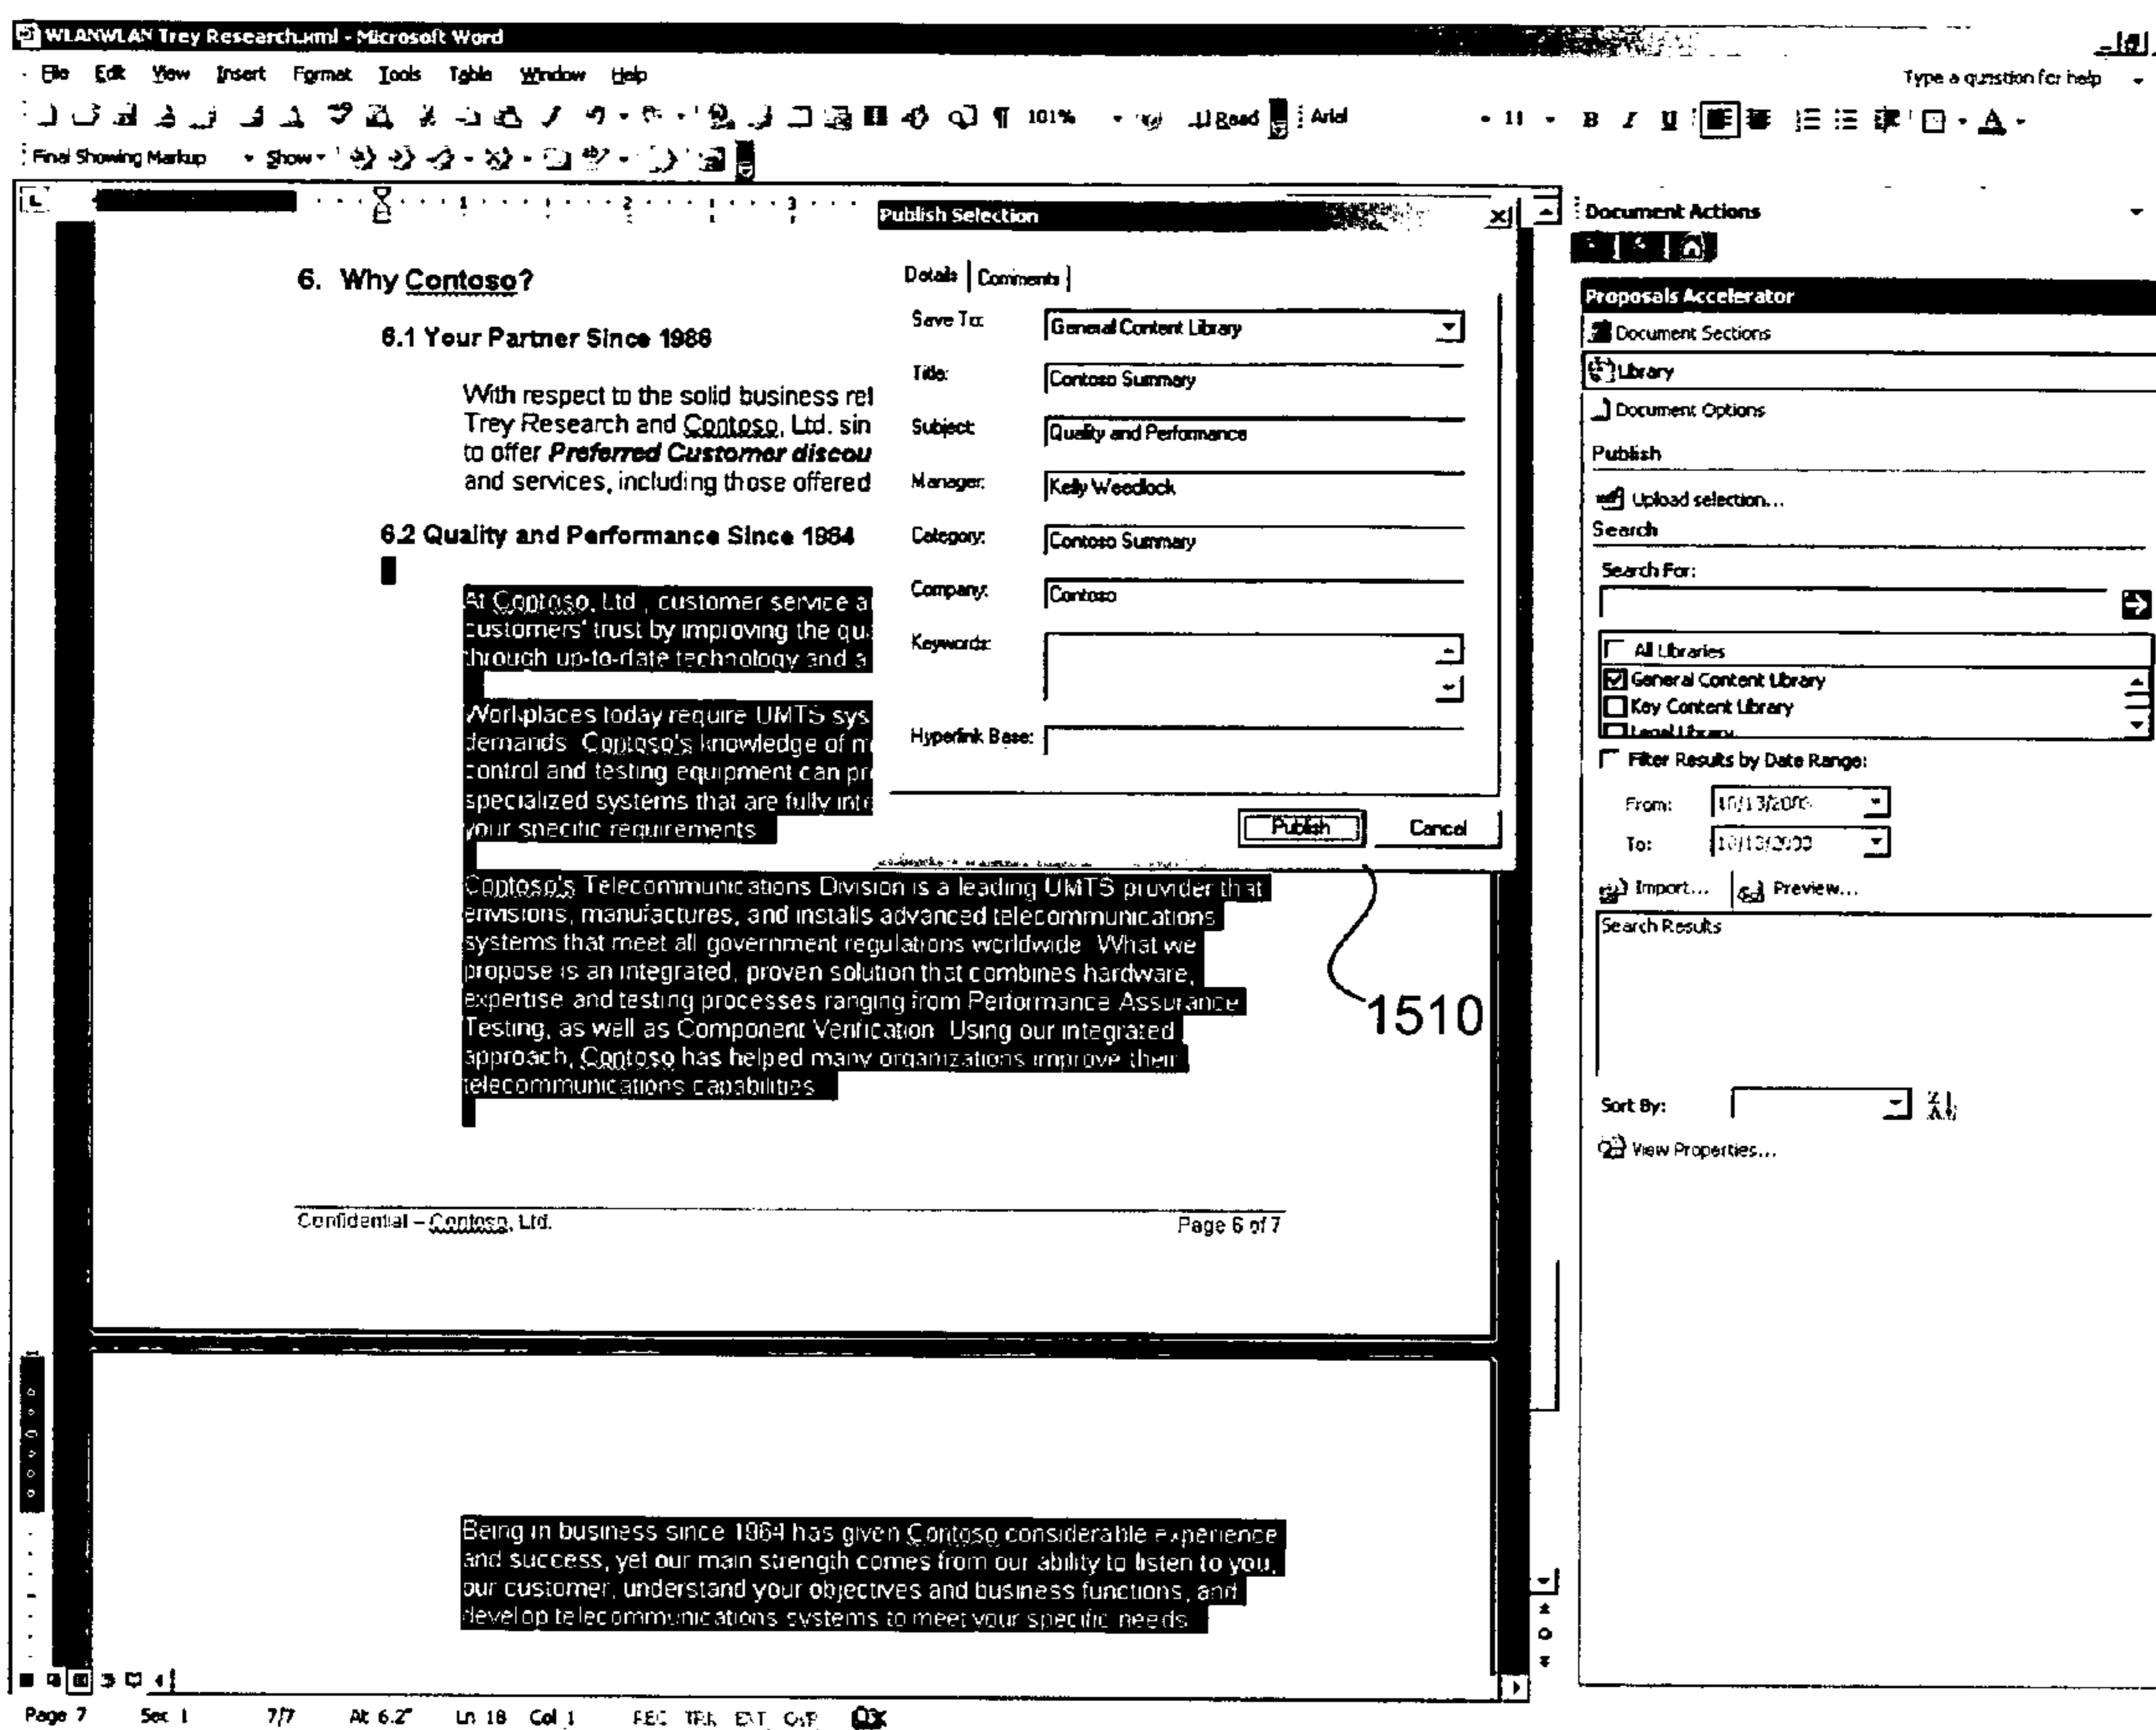 WLANWLAN Trey Research.xml - Microsoft Word
File Edit View Insert Format Tools Table Window Help
Type a question for help
101% Read Arial 11 B I U A
Final Showing Markup Show
1 2 3
6. Why Contoso?
6.1 Your Partner Since 1986
With respect to the solid business rel
Trey Research and Contoso, Ltd. sin
to offer Preferred Customer discou
and services, including those offered
6.2 Quality and Performance Since 1984
At Contoso, Ltd., customer service a
customers' trust by improving the qu
through up-to-date technology and a
Workplaces today require UMTS sys
demands. Contoso's knowledge of m
control and testing equipment can pr
specialized systems that are fully inte
your specific requirements
Contoso's Telecommunications Division is a leading UMTS provider that
envisions, manufactures, and installs advanced telecommunications
systems that meet all government regulations worldwide. What we
propose is an integrated, proven solution that combines hardware,
expertise and testing processes ranging from Performance Assurance
Testing, as well as Component Verification. Using our integrated
approach, Contoso has helped many organizations improve their
telecommunications capabilities
Confidential – Contoso, Ltd.
Page 6 of 7
Being in business since 1964 has given Contoso considerable experience
and success, yet our main strength comes from our ability to listen to you,
our customer, understand your objectives and business functions, and
develop telecommunications systems to meet your specific needs
Publish Selection
Details Comments
Save To: General Content Library
Title: Contoso Summary
Subject: Quality and Performance
Manager: Kelly Weedlock
Category: Contoso Summary
Company: Contoso
Keywords:
Hyperlink Base:
Publish Cancel
1510
Document Actions
Proposals Accelerator
Document Sections
Library
Document Options
Publish
Upload selection...
Search
Search For:
All Libraries
General Content Library
Key Content Library
Legal Library
Filter Results by Date Range:
From:
To:
Import... Preview...
Search Results
Sort By:
View Properties...
Page 7 Sec 1 7/7 At 6.2" Ln 18 Col 1 REC TRK EXT OVR